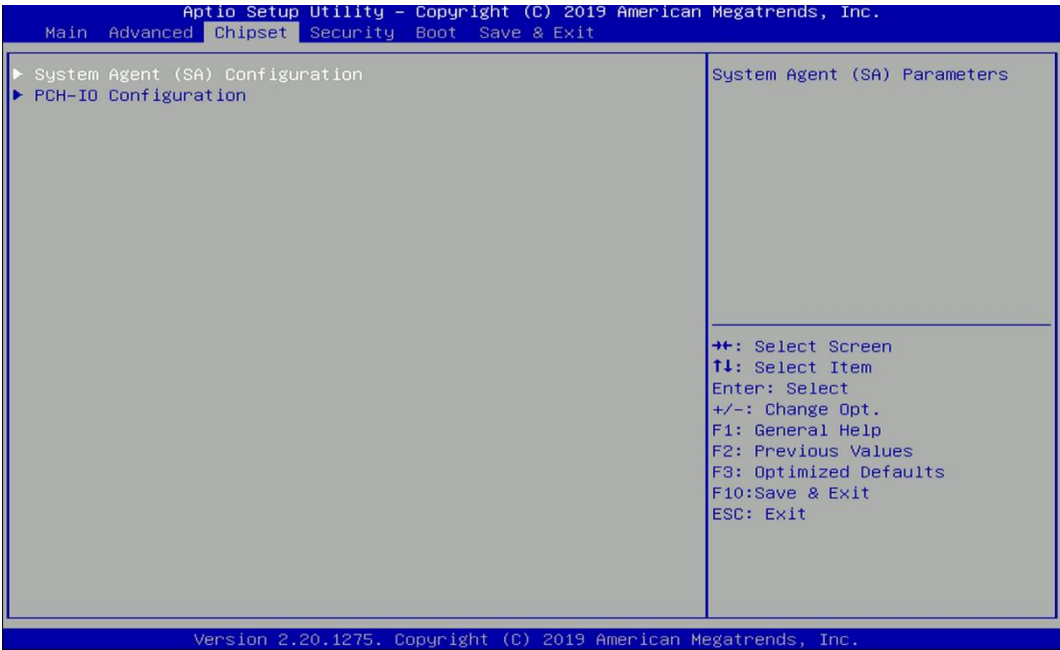 Aptio Setup Utility – Copyright (C) 2019 American Megatrends, Inc.
Main Advanced Chipset Security Boot Save & Exit
▶ System Agent (SA) Configuration
▶ PCH-IO Configuration
System Agent (SA) Parameters
→←: Select Screen
↑↓: Select Item
Enter: Select
+/-: Change Opt.
F1: General Help
F2: Previous Values
F3: Optimized Defaults
F10:Save & Exit
ESC: Exit
Version 2.20.1275. Copyright (C) 2019 American Megatrends, Inc.